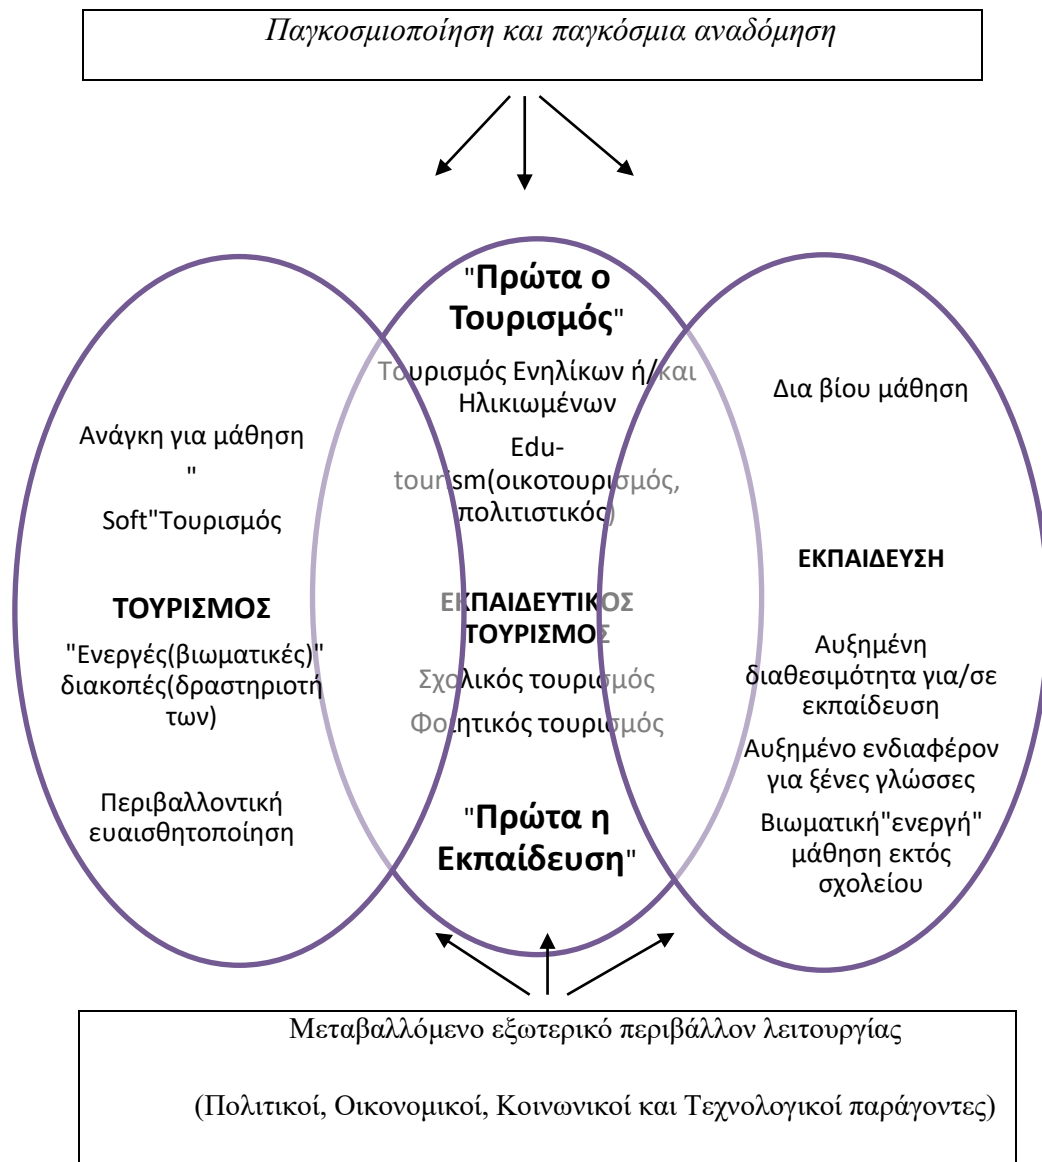 Παγκοσμιοποίηση και παγκόσμια αναδόμηση
"Πρώτα ο
Τουρισμός"
Τουρισμός Ενηλίκων ή/και
Ηλικιωμένων
Edu-
tourism(οικοτουρισμός,
πολιτιστικός)
ΕΚΠΑΙΔΕΥΤΙΚΟΣ
ΤΟΥΡΙΣΜΟΣ
Σχολικός τουρισμός
Φοιτητικός τουρισμός
"Πρώτα η
Εκπαίδευση"
Ανάγκη για μάθηση
"
Soft"Τουρισμός
ΤΟΥΡΙΣΜΟΣ
"Ενεργές(βιωματικές)"
διακοπές(δραστηριοτή
των)
Περιβαλλοντική
ευαισθητοποίηση
Δια βίου μάθηση
ΕΚΠΑΙΔΕΥΣΗ
Αυξημένη
διαθεσιμότητα για/σε
εκπαίδευση
Αυξημένο ενδιαφέρον
για ξένες γλώσσες
Βιωματική"ενεργή"
μάθηση εκτός
σχολείου
Μεταβαλλόμενο εξωτερικό περιβάλλον λειτουργίας
(Πολιτικοί, Οικονομικοί, Κοινωνικοί και Τεχνολογικοί παράγοντες)